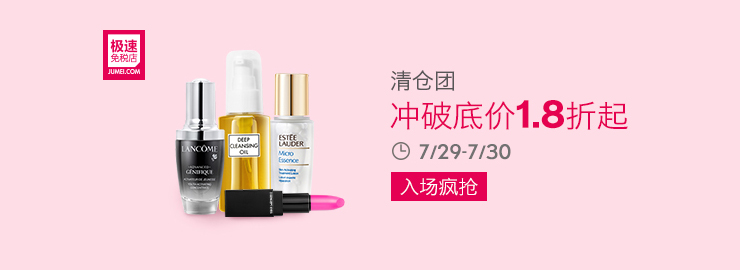 极速
免税店
JUMEI.COM
清仓团
冲破底价1.8折起
7/29-7/30
入场疯抢
LANCÔME
GÉNIFIQUE
DEEP
CLEANSING
OIL
ESTĒE
LAUDER
Micro
Essence